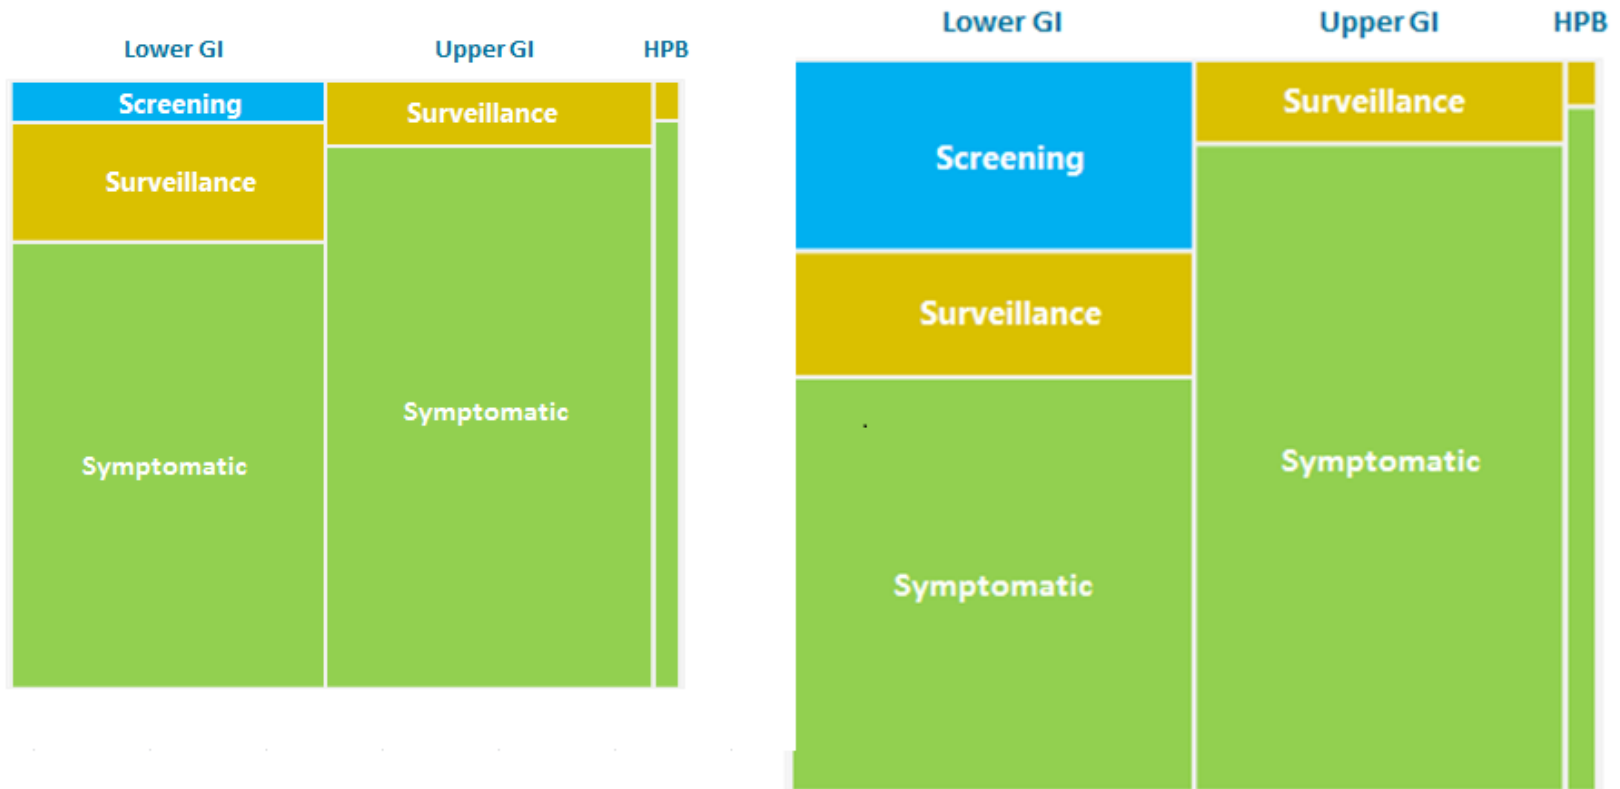 Lower GI
Upper GI
HPB
Screening
Surveillance
Surveillance
Symptomatic
Symptomatic
Lower GI
Upper GI
HPB
Screening
Surveillance
Surveillance
Symptomatic
Symptomatic